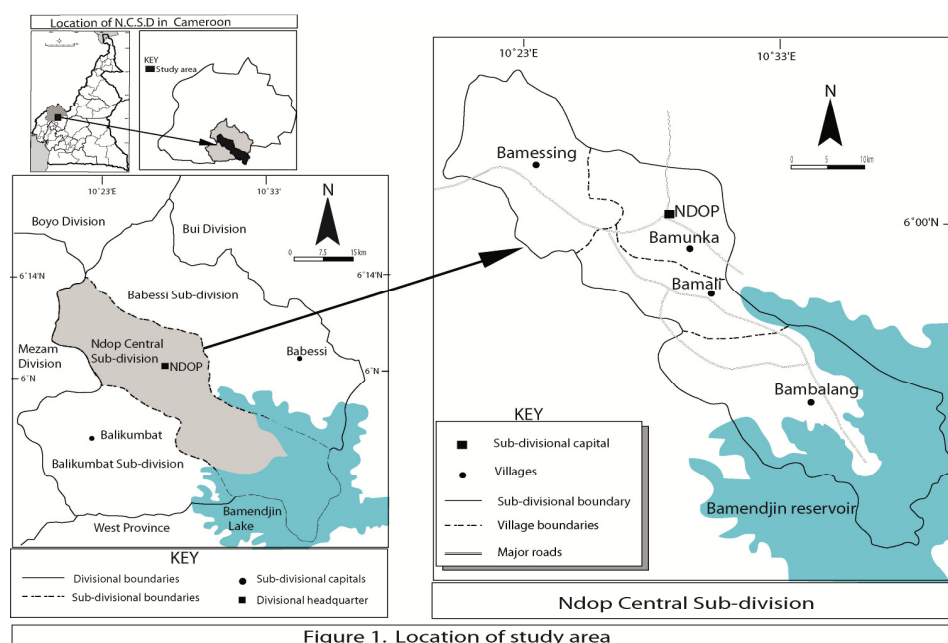 Location of N.C.S.D in Cameroon
KEY
Study area
10°23'E
10°33'
N
0 7.5 15km
Boyo Division
Bui Division
6°14'N
6°14'N
Babessi Sub-division
Ndop Central
Sub-division
Mezam
Division
NDOP
Babessi
6°N
6°N
Balikumbat
Balikumbat Sub-division
Bamendjin
Lake
West Province
KEY
Divisional boundaries
Sub-divisional capitals
Sub-divisional boundaries
Divisional headquarter
10°23'E
10°33'E
N
0 5 10km
Bamessing
NDOP
6°00'N
Bamunka
Bamali
Bambalang
Bamendjin reservoir
KEY
Sub-divisional capital
Villages
Sub-divisional boundary
Village boundaries
Major roads
Ndop Central Sub-division
Figure 1. Location of study area